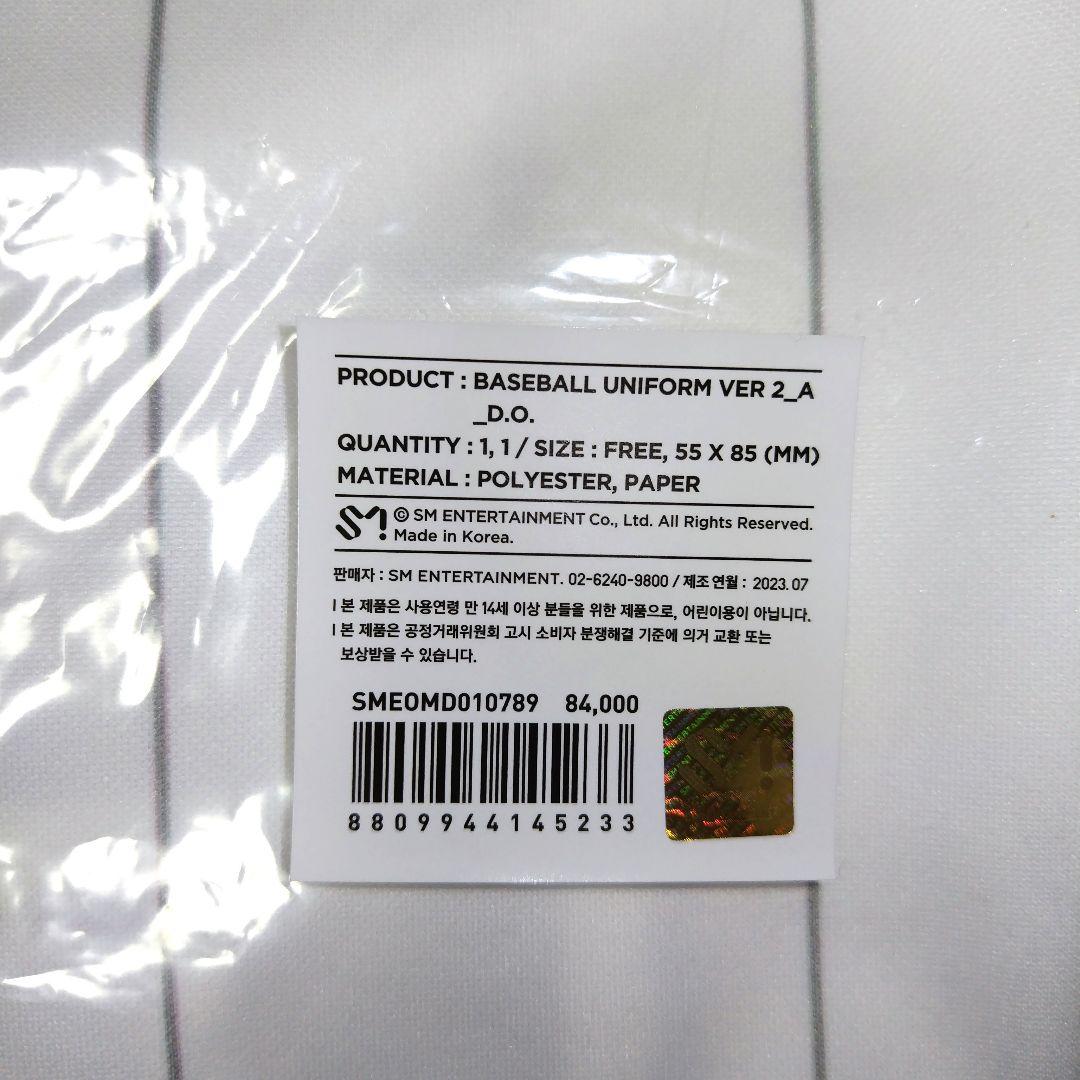 PRODUCT : BASEBALL UNIFORM VER 2_A
_D.O.
QUANTITY : 1, 1 / SIZE : FREE, 55 X 85 (MM)
MATERIAL : POLYESTER, PAPER
SM! © SM ENTERTAINMENT Co., Ltd. All Rights Reserved.
Made in Korea.
판매자 : SM ENTERTAINMENT. 02-6240-9800 / 제조 연월 : 2023. 07
I 본 제품은 사용연령 만 14세 이상 분들을 위한 제품으로, 어린이용이 아닙니다.
I 본 제품은 공정거래위원회 고시 소비자 분쟁해결 기준에 의거 교환 또는
보상받을 수 있습니다.
SMEOMD010789 84,000
8809944145233